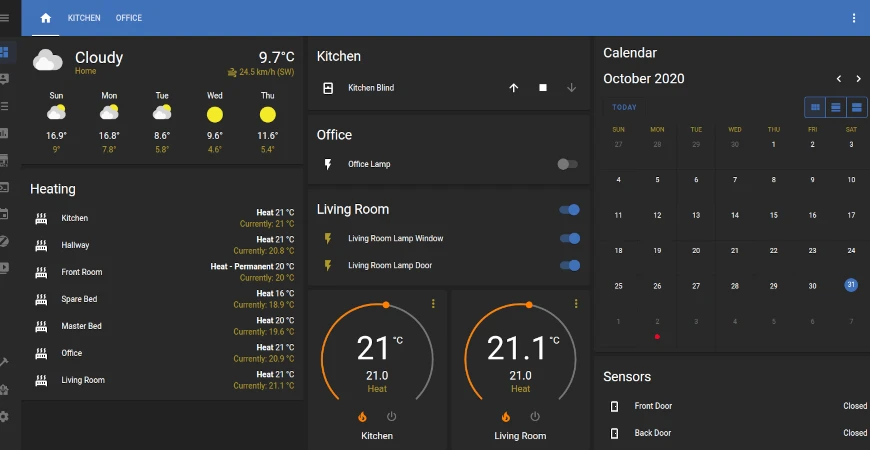 KITCHEN OFFICE
Cloudy 9.7°C
Home 24.5 km/h (SW)
Sun Mon Tue Wed Thu
16.9° 16.8° 8.6° 9.6° 11.6°
9° 7.8° 5.8° 4.6° 5.4°
Heating
Kitchen Heat 21 °C
Currently: 21 °C
Hallway Heat 21 °C
Currently: 20.8 °C
Front Room Heat - Permanent 20 °C
Currently: 20 °C
Spare Bed Heat 16 °C
Currently: 18.9 °C
Master Bed Heat 20 °C
Currently: 19.6 °C
Office Heat 21 °C
Currently: 20.9 °C
Living Room Heat 21 °C
Currently: 21.1 °C
Kitchen
Kitchen Blind
Office
Office Lamp
Living Room
Living Room Lamp Window
Living Room Lamp Door
21 °C
21.0
Heat
Kitchen
21.1 °C
21.0
Heat
Living Room
Calendar
October 2020
TODAY
SUN MON TUE WED THU FRI SAT
27 28 29 30 1 2 3
4 5 6 7 8 9 10
11 12 13 14 15 16 17
18 19 20 21 22 23 24
25 26 27 28 29 30 31
1 2 3 4 5 6 7
Sensors
Front Door Closed
Back Door Closed